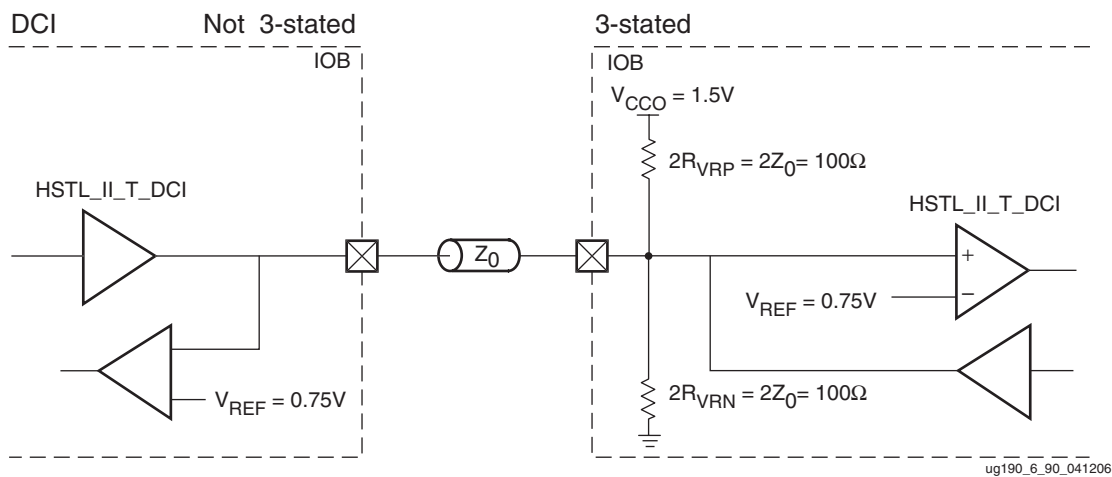 DCI Not 3-stated
IOB
HSTL_II_T_DCI
VREF = 0.75V
Z0
3-stated
IOB
VCCO = 1.5V
2RVRP = 2Z0= 100Ω
HSTL_II_T_DCI
+
−
VREF = 0.75V
2RVRN = 2Z0= 100Ω
ug190_6_90_041206